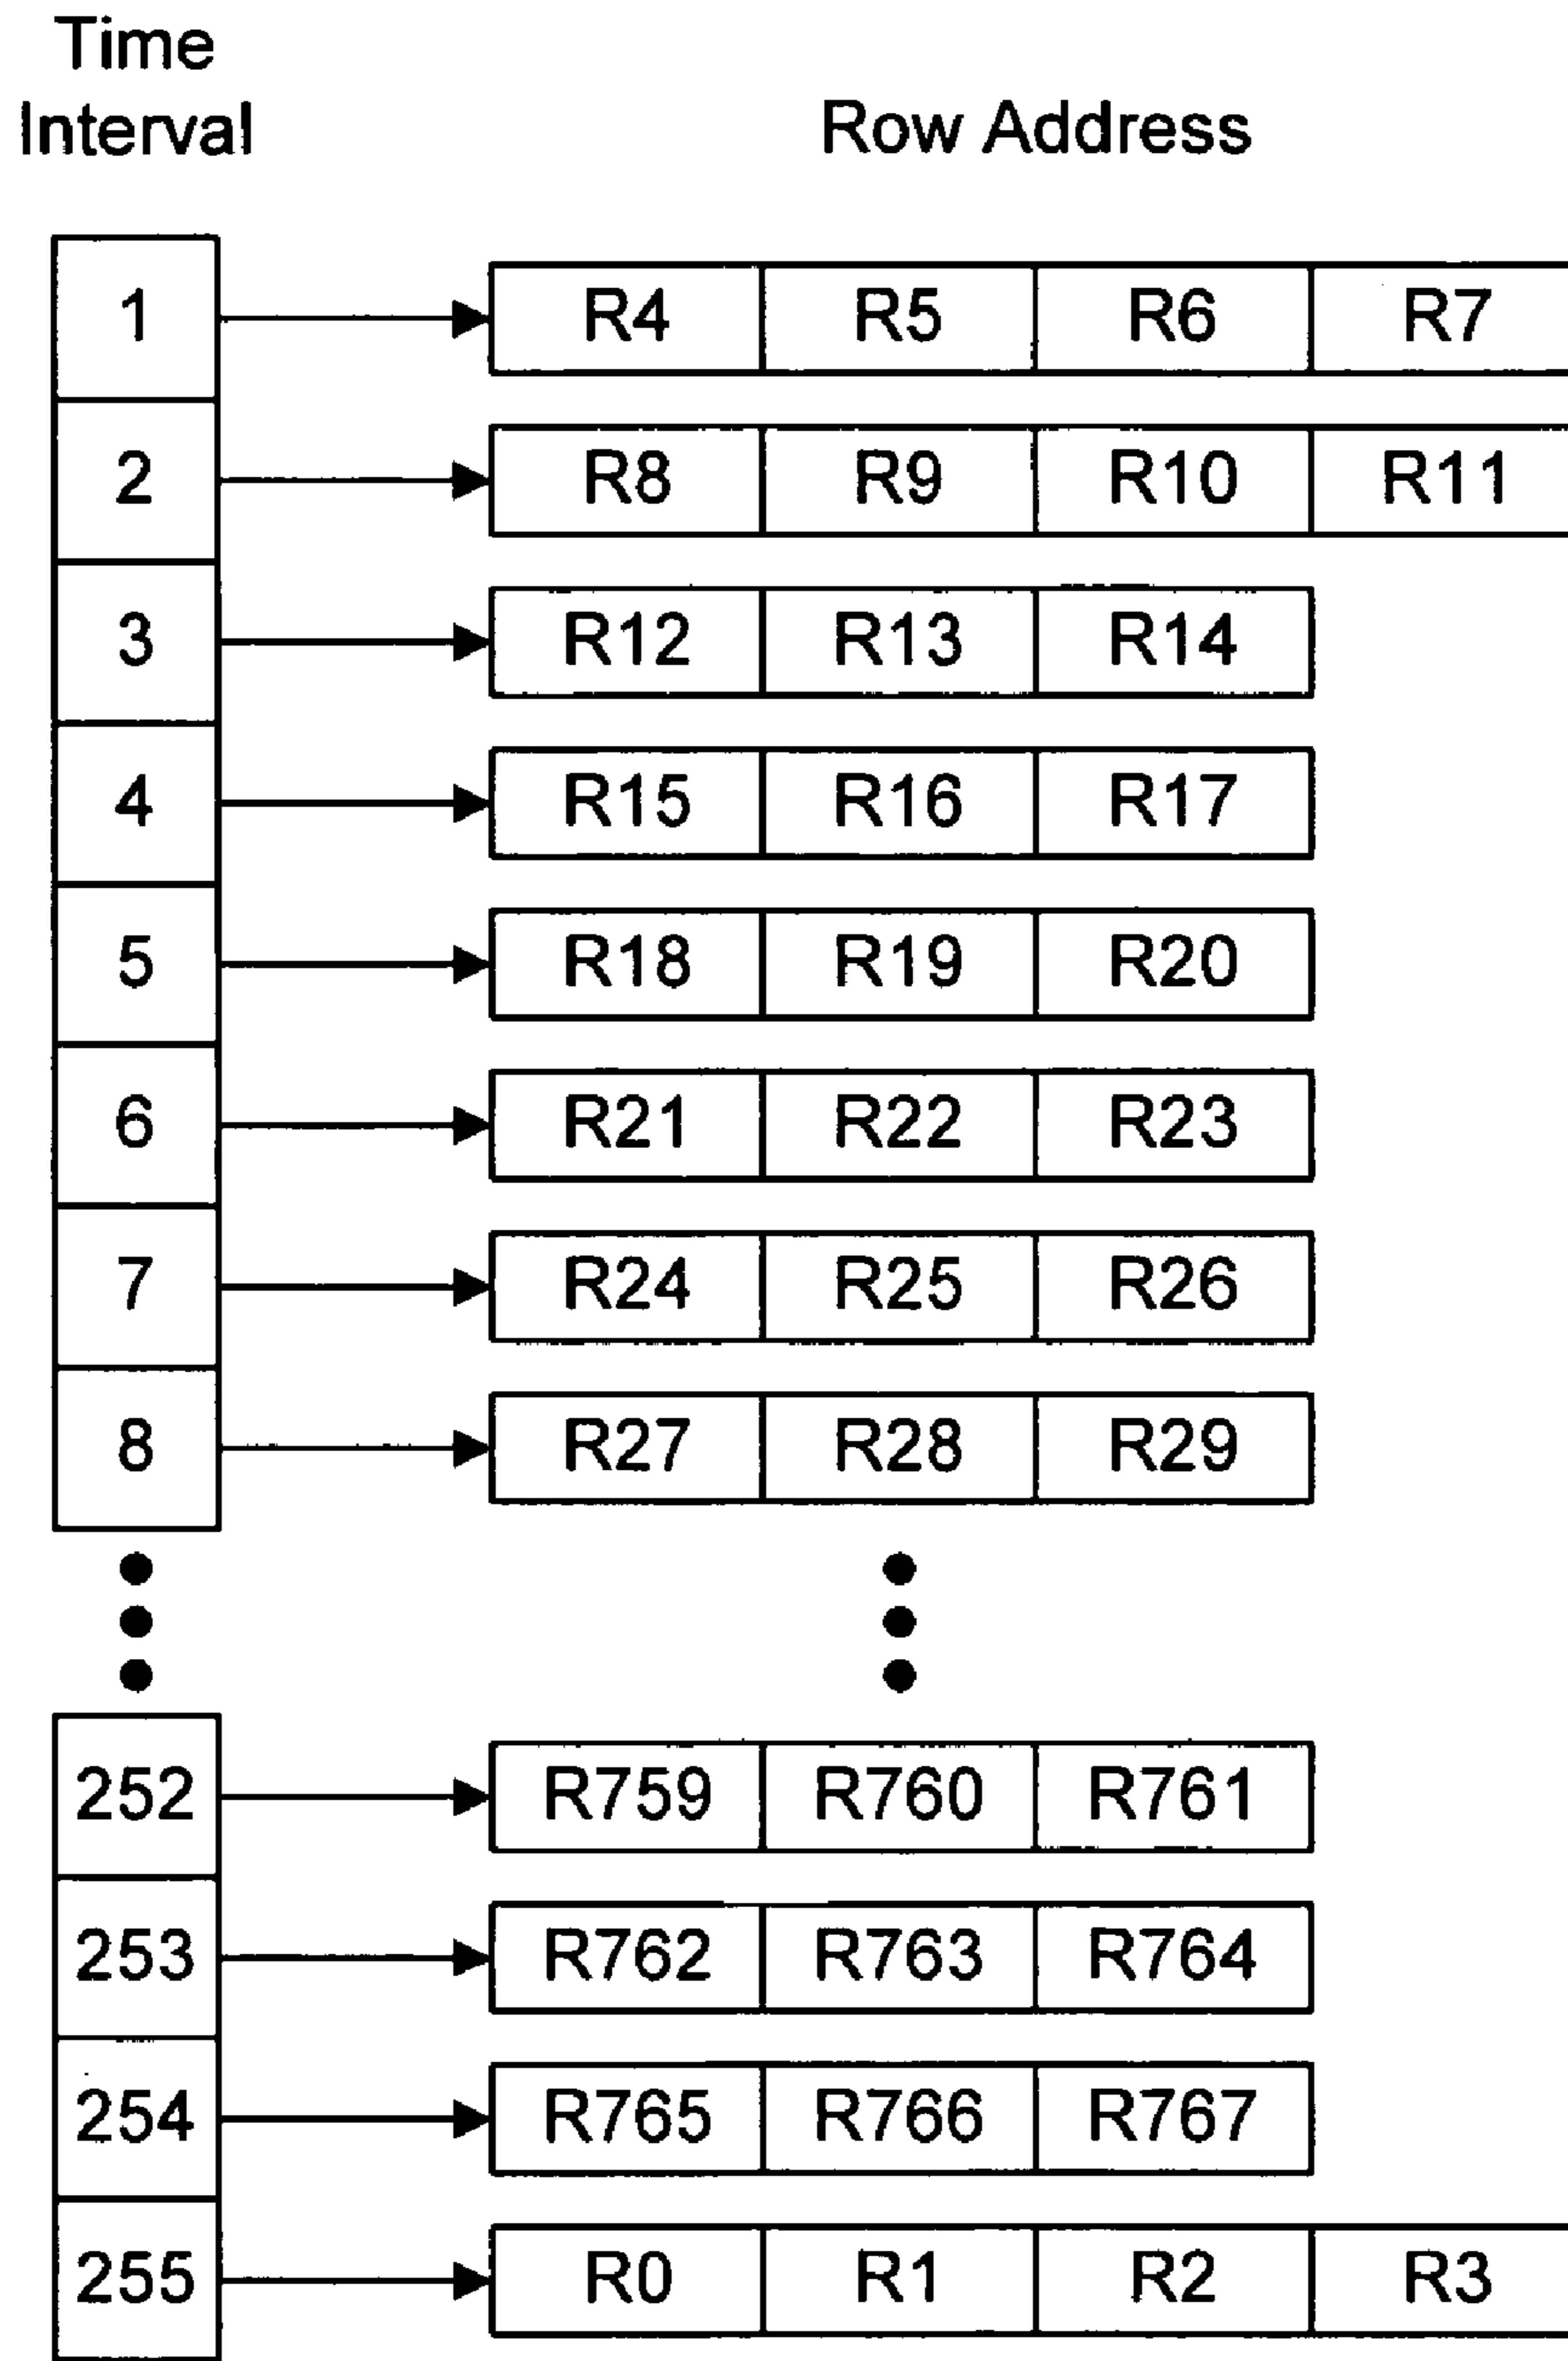 Time
Interval
Row Address
1 R4 R5 R6 R7
2 R8 R9 R10 R11
3 R12 R13 R14
4 R15 R16 R17
5 R18 R19 R20
6 R21 R22 R23
7 R24 R25 R26
8 R27 R28 R29
252 R759 R760 R761
253 R762 R763 R764
254 R765 R766 R767
255 R0 R1 R2 R3